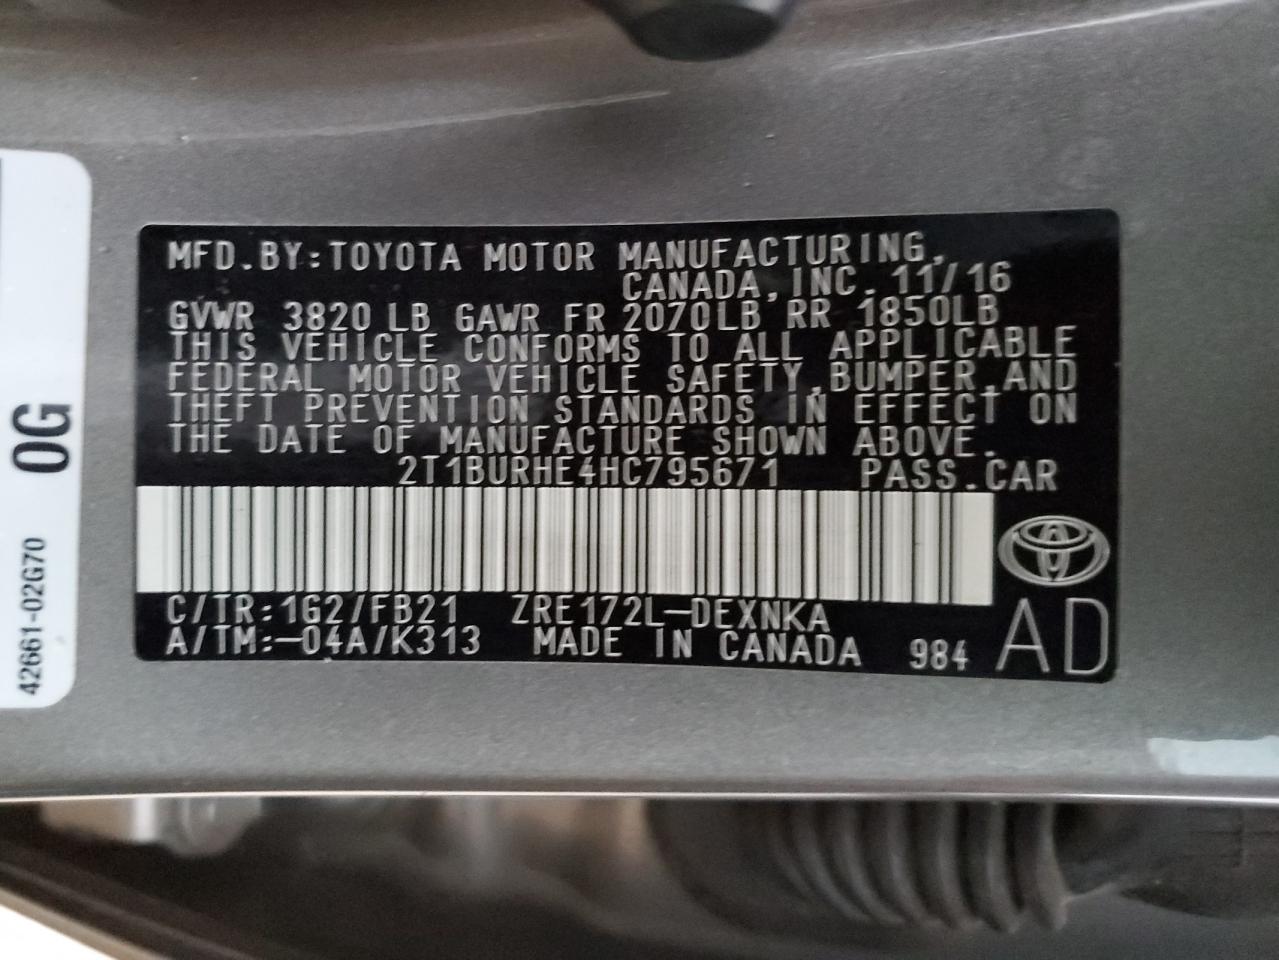 MFD.BY:TOYOTA MOTOR MANUFACTURING,
CANADA,INC. 11/16
GVWR 3820 LB GAWR FR 2070LB RR 1850LB
THIS VEHICLE CONFORMS TO ALL APPLICABLE
FEDERAL MOTOR VEHICLE SAFETY,BUMPER,AND
THEFT PREVENTION STANDARDS IN EFFECT ON
THE DATE OF MANUFACTURE SHOWN ABOVE.
2T1BURHE4HC795671 PASS.CAR
C/TR:1G2/FB21 ZRE172L-DEXNKA
A/TM:-04A/K313 MADE IN CANADA 984 AD
42661-02G70 0G